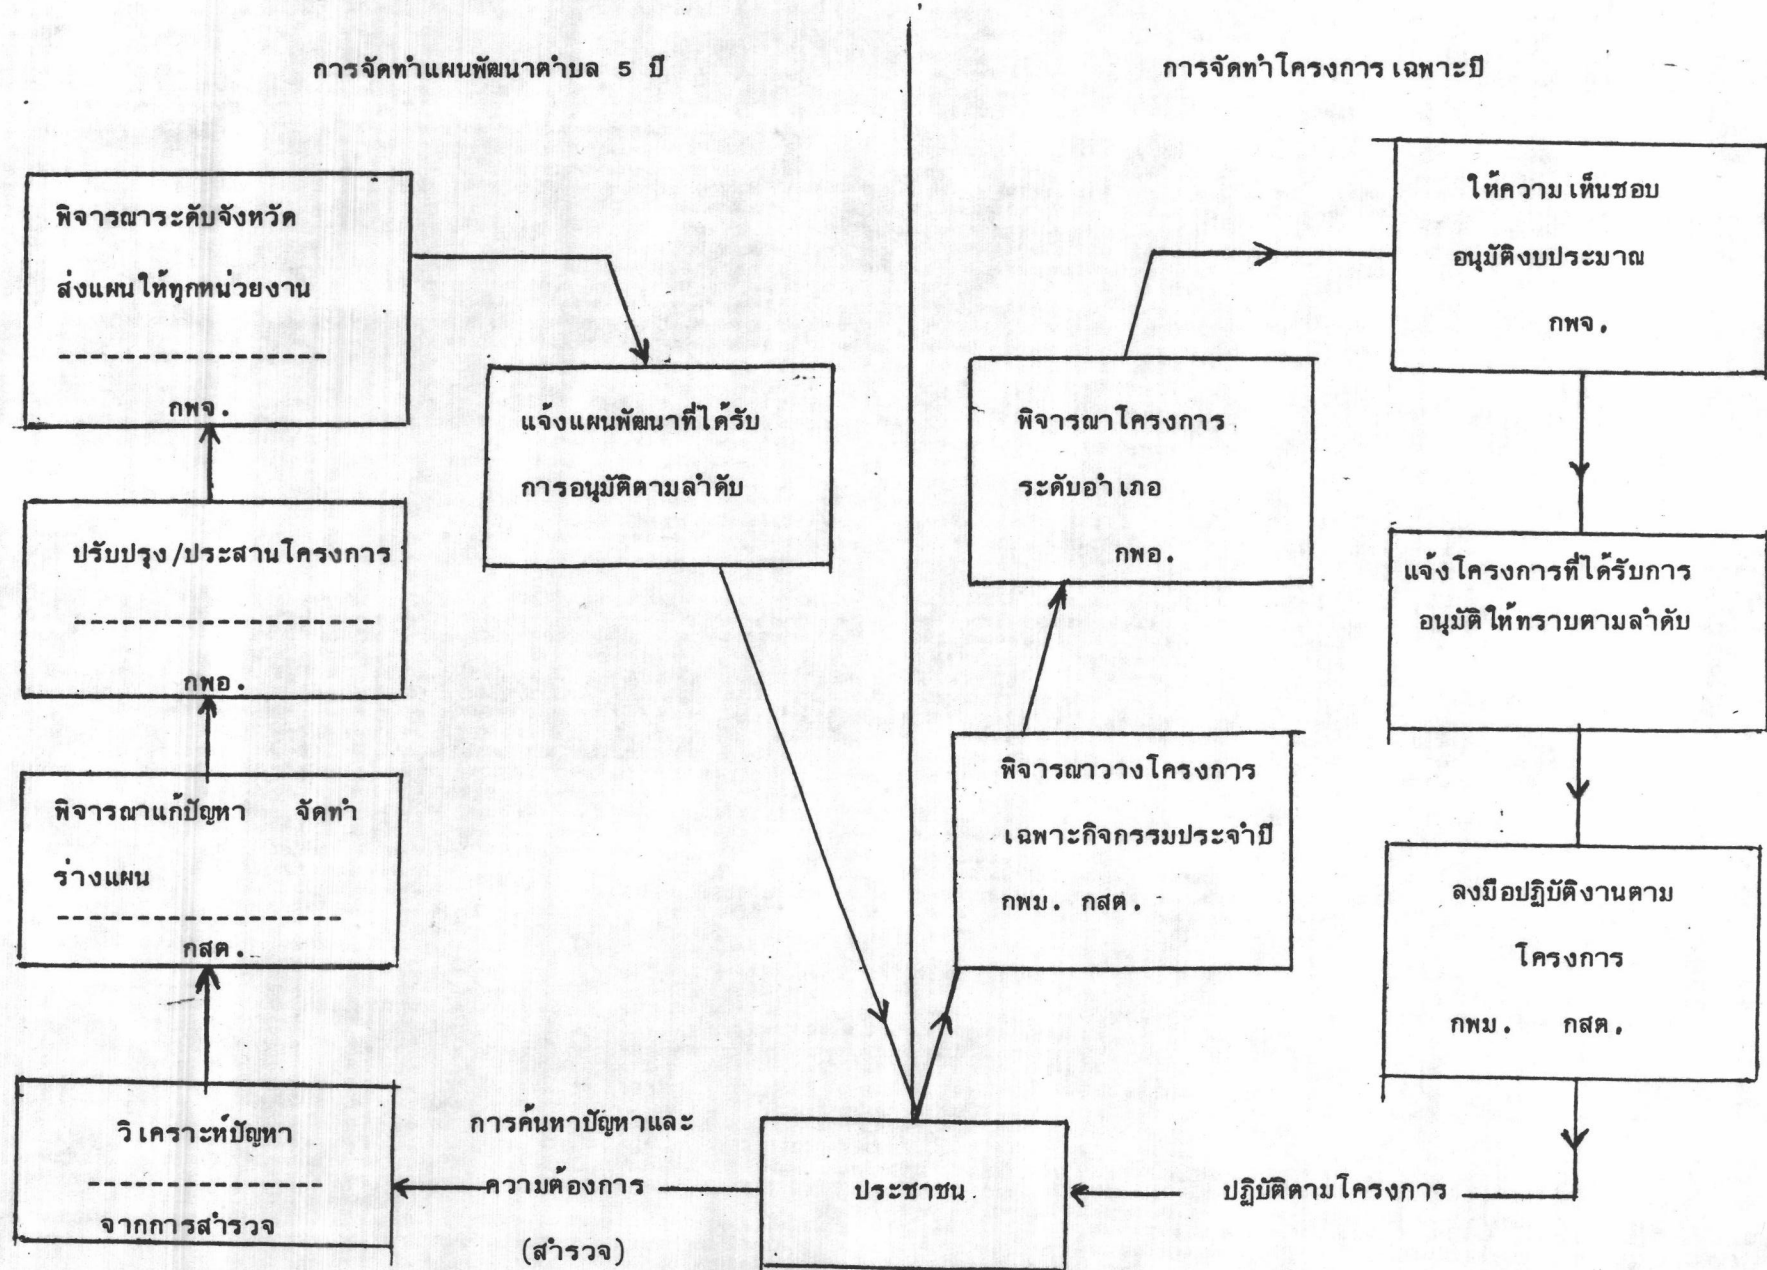 การจัดทำแผนพัฒนาตำบล 5 ปี
พิจารณาระดับจังหวัด
ส่งแผนให้ทุกหน่วยงาน
กพจ.
ปรับปรุง/ประสานโครงการ
กพอ.
พิจารณาแก้ปัญหา จัดทำ
ร่างแผน
กสต.
วิเคราะห์ปัญหา
จากการสำรวจ
แจ้งแผนพัฒนาที่ได้รับ
การอนุมัติตามลำดับ
การค้นหาปัญหาและ
ความต้องการ
(สำรวจ)
ประชาชน
การจัดทำโครงการเฉพาะปี
พิจารณาวางโครงการ
เฉพาะกิจกรรมประจำปี
กพม. กสต.
พิจารณาโครงการ
ระดับอำเภอ
กพอ.
ให้ความเห็นชอบ
อนุมัติงบประมาณ
กพจ.
แจ้งโครงการที่ได้รับการ
อนุมัติให้ทราบตามลำดับ
ลงมือปฏิบัติงานตาม
โครงการ
กพม. กสต.
ปฏิบัติตามโครงการ